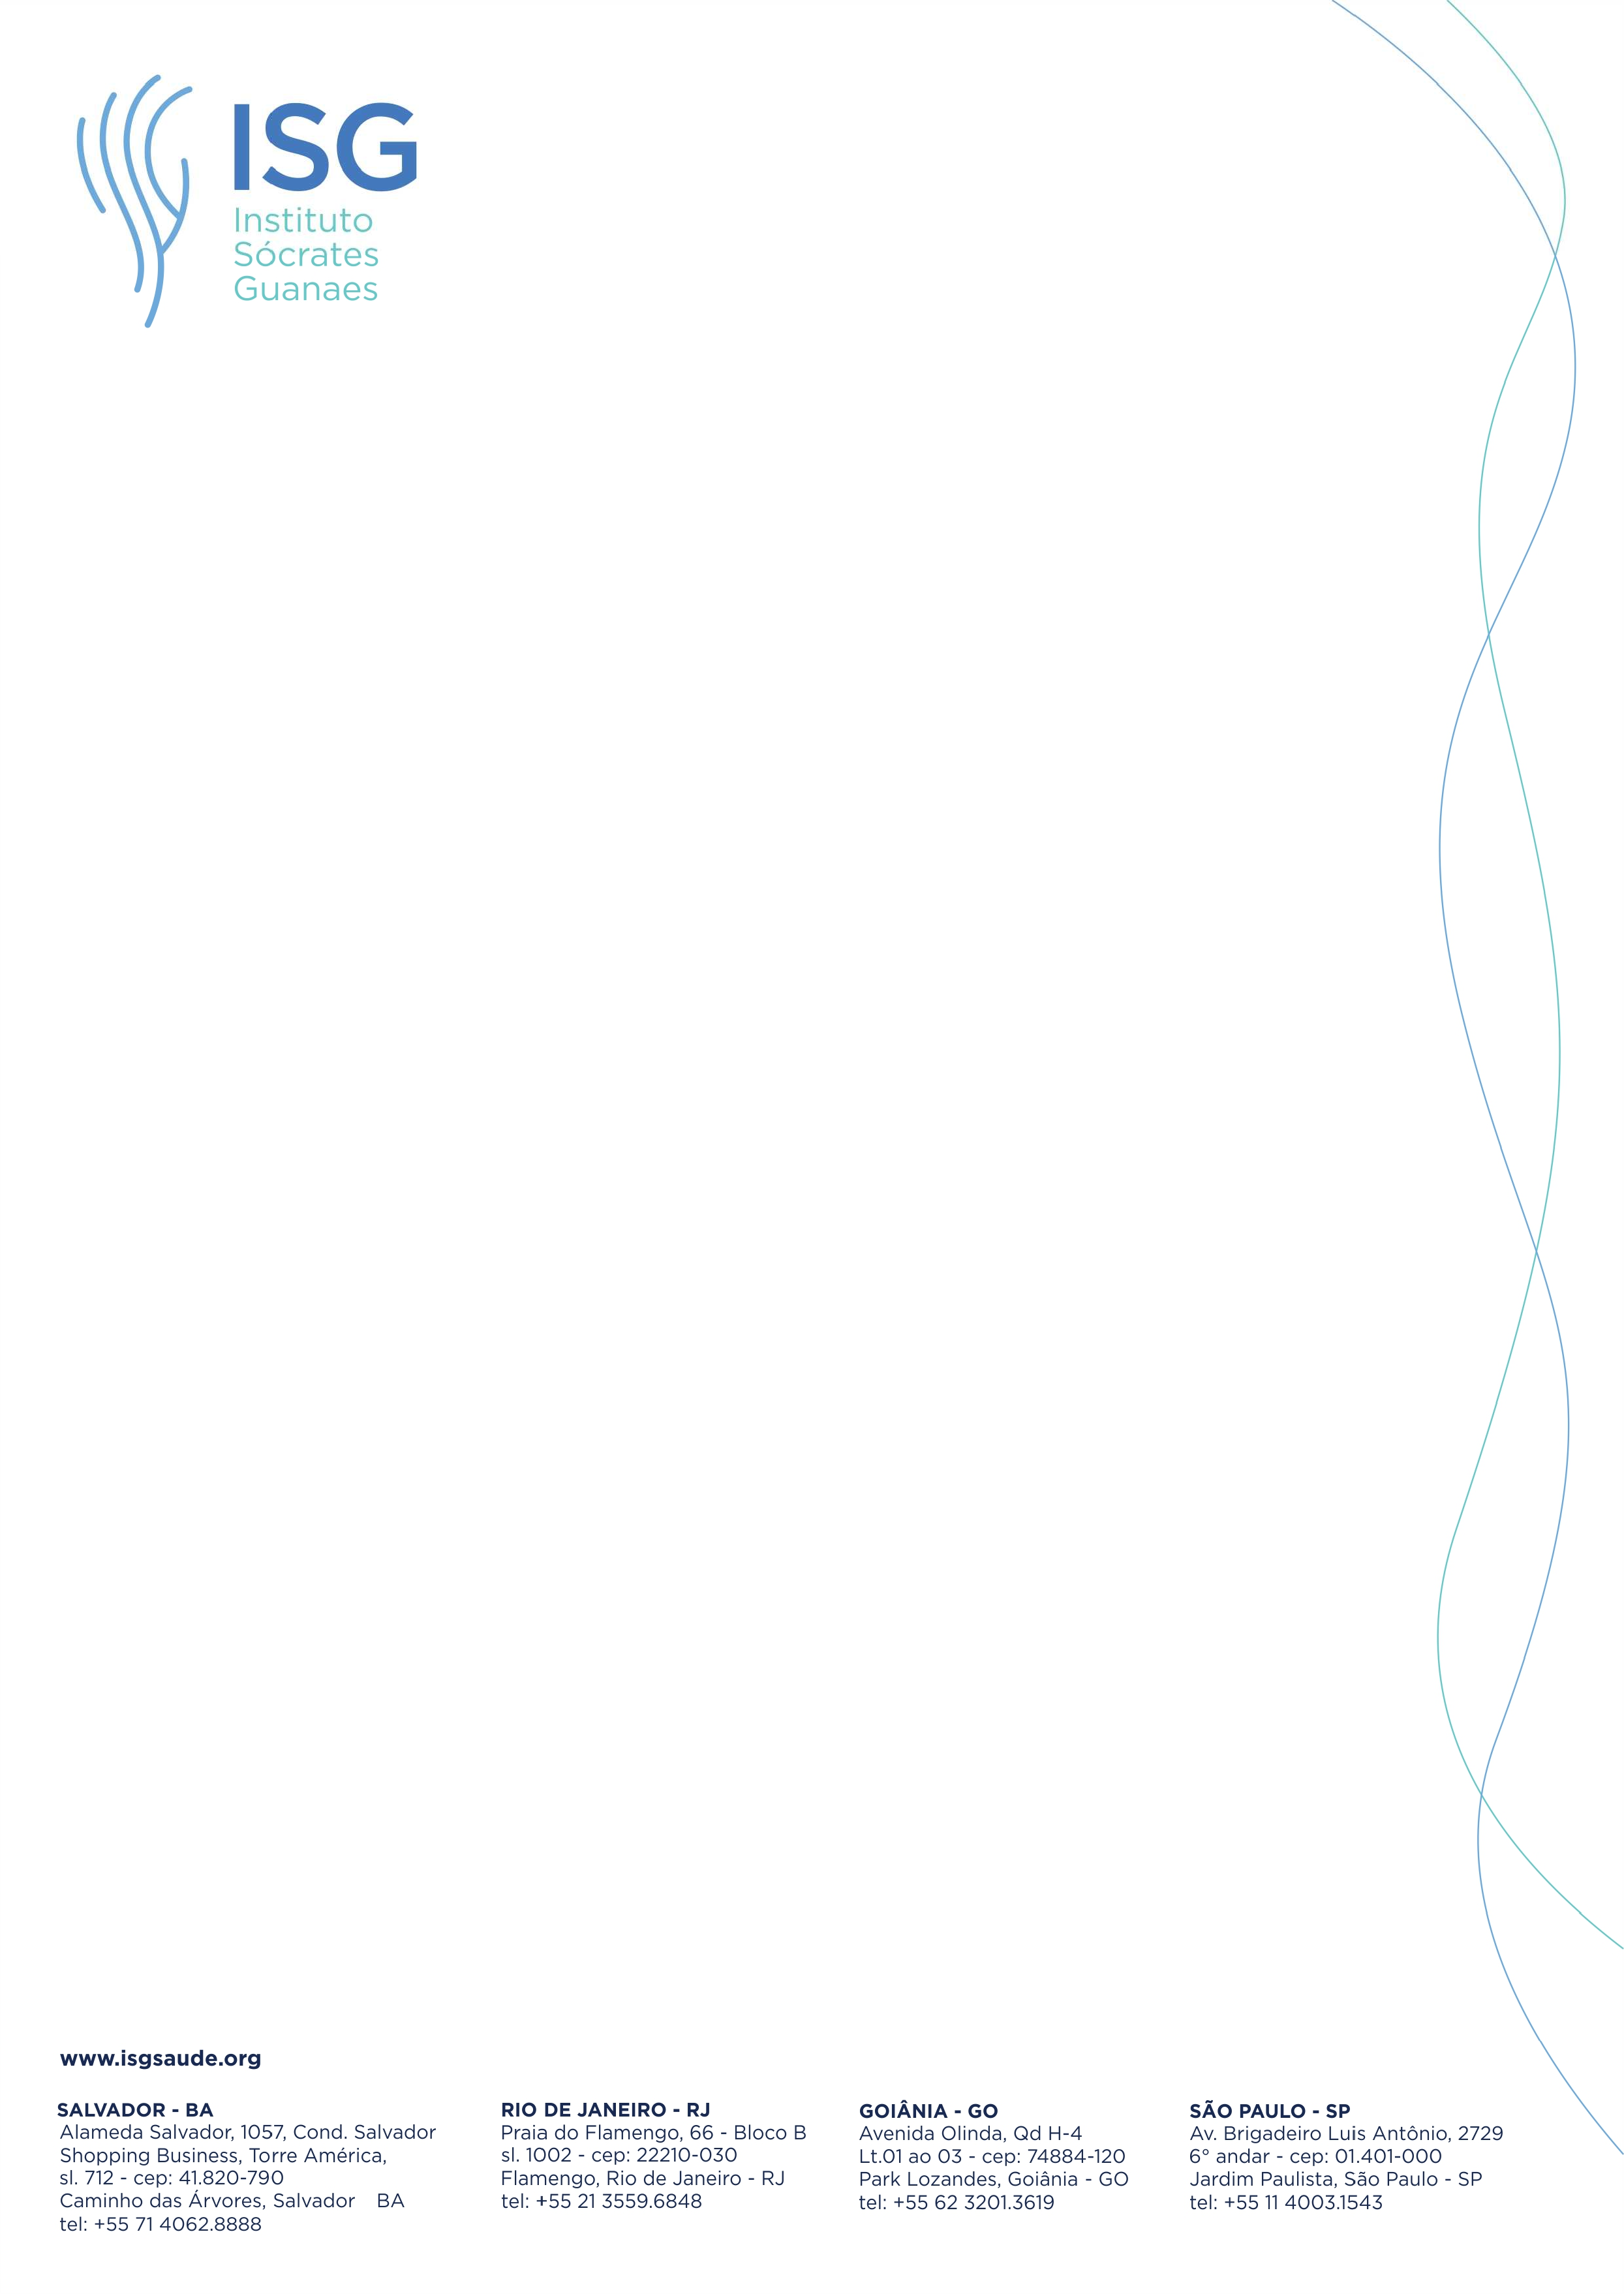 ISG
Instituto
Sócrates
Guanaes
www.isgsaude.org
SALVADOR - BA
Alameda Salvador, 1057, Cond. Salvador
Shopping Business, Torre América,
sl. 712 - cep: 41.820-790
Caminho das Árvores, Salvador BA
tel: +55 71 4062.8888
RIO DE JANEIRO - RJ
Praia do Flamengo, 66 - Bloco B
sl. 1002 - cep: 22210-030
Flamengo, Rio de Janeiro - RJ
tel: +55 21 3559.6848
GOIÂNIA - GO
Avenida Olinda, Qd H-4
Lt.01 ao 03 - cep: 74884-120
Park Lozandes, Goiânia - GO
tel: +55 62 3201.3619
SÃO PAULO - SP
Av. Brigadeiro Luis Antônio, 2729
6° andar - cep: 01.401-000
Jardim Paulista, São Paulo - SP
tel: +55 11 4003.1543